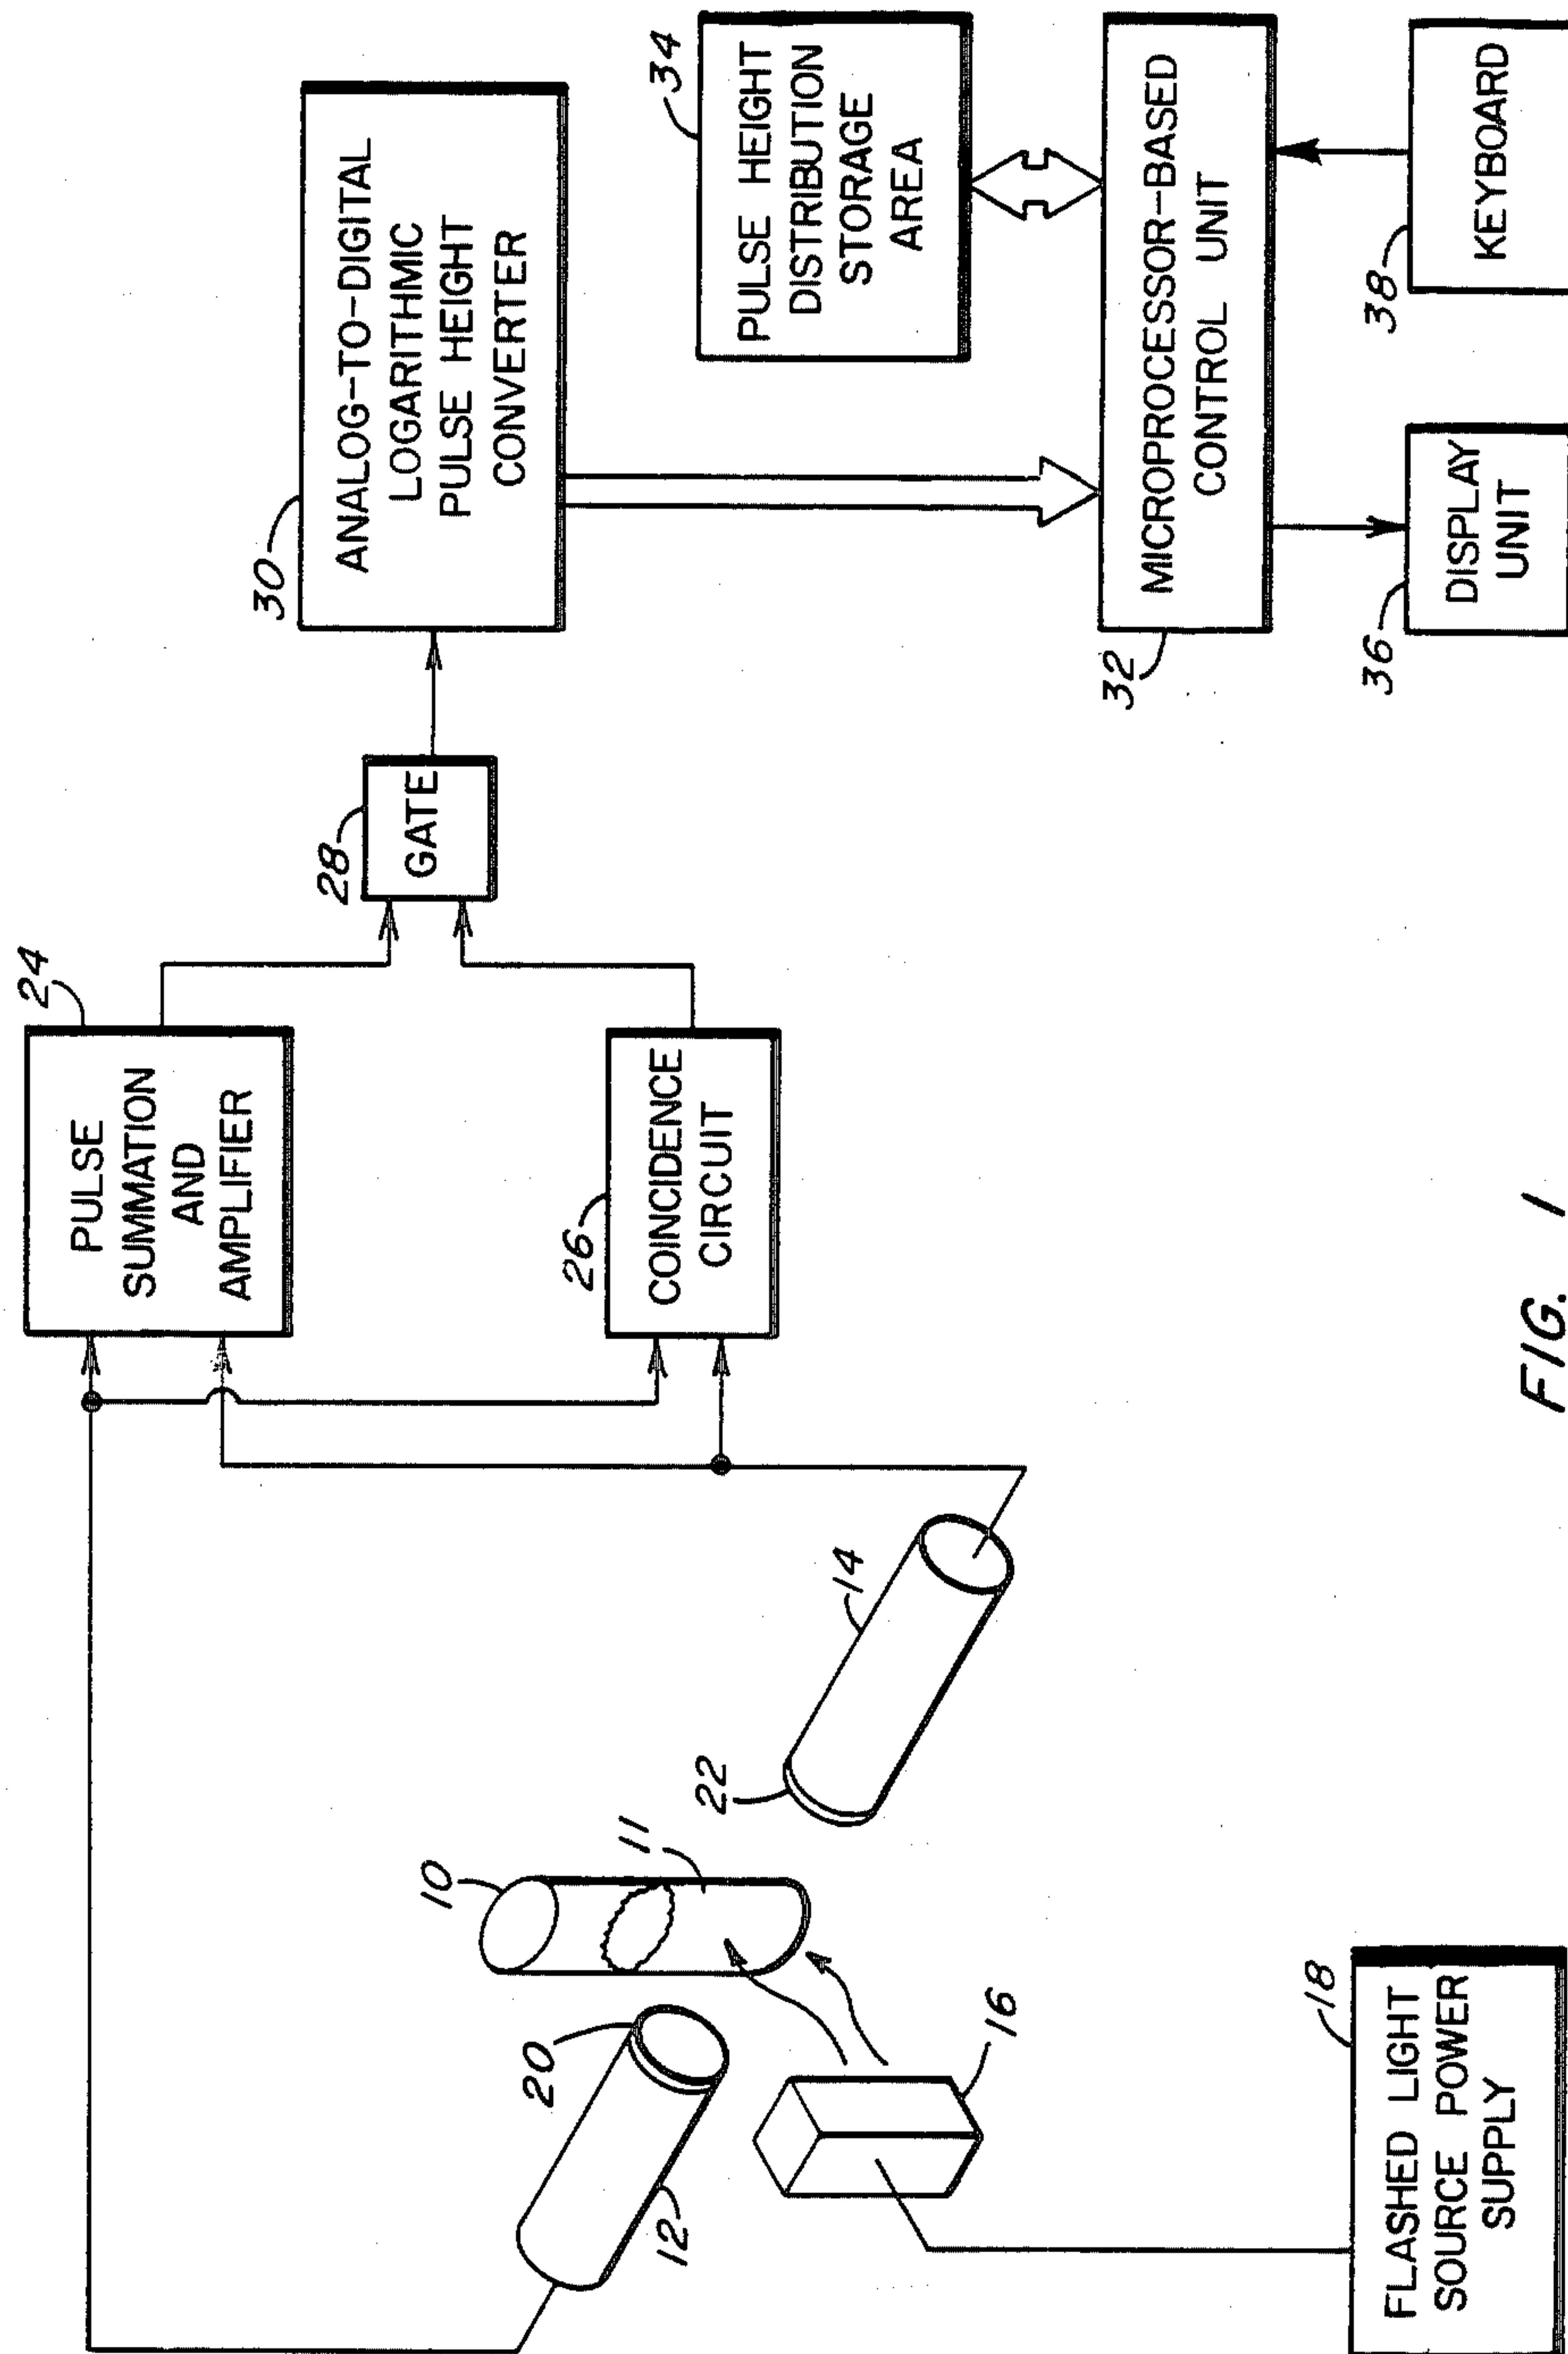 24
PULSE
SUMMATION
AND
AMPLIFIER
26
COINCIDENCE
CIRCUIT
28
GATE
30
ANALOG-TO-DIGITAL
LOGARITHMIC
PULSE HEIGHT
CONVERTER
34
PULSE HEIGHT
DISTRIBUTION
STORAGE
AREA
32
MICROPROCESSOR-BASED
CONTROL UNIT
36
DISPLAY
UNIT
38
KEYBOARD
10
11
20
12
22
14
16
18
FLASHED LIGHT
SOURCE POWER
SUPPLY
FIG. 1